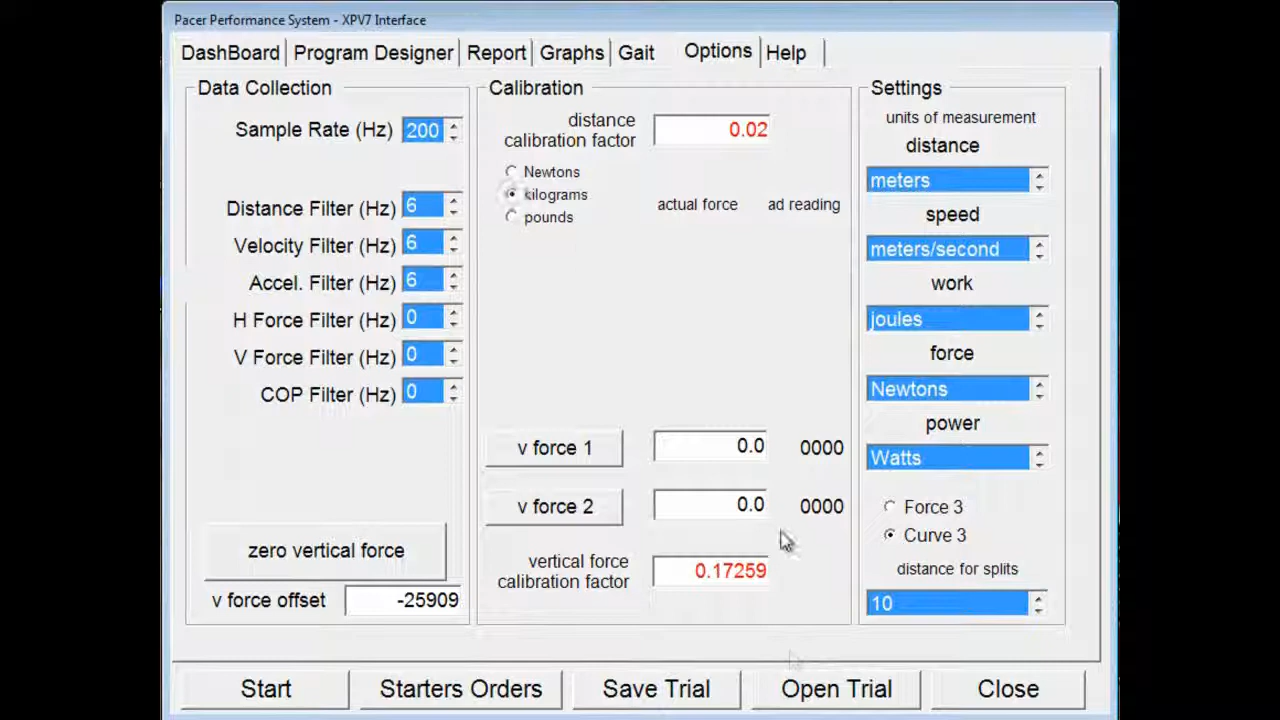 Pacer Performance System - XPV7 Interface
DashBoard Program Designer Report Graphs Gait Options Help
Data Collection
Sample Rate (Hz) 200
Distance Filter (Hz) 6
Velocity Filter (Hz) 6
Accel. Filter (Hz) 6
H Force Filter (Hz) 0
V Force Filter (Hz) 0
COP Filter (Hz) 0
zero vertical force
v force offset -25909
Calibration
distance
calibration factor 0.02
Newtons
kilograms
pounds
actual force ad reading
v force 1 0.0 0000
v force 2 0.0 0000
vertical force
calibration factor 0.17259
Settings
units of measurement
distance
meters
speed
meters/second
work
joules
force
Newtons
power
Watts
Force 3
Curve 3
distance for splits
10
Start Starters Orders Save Trial Open Trial Close